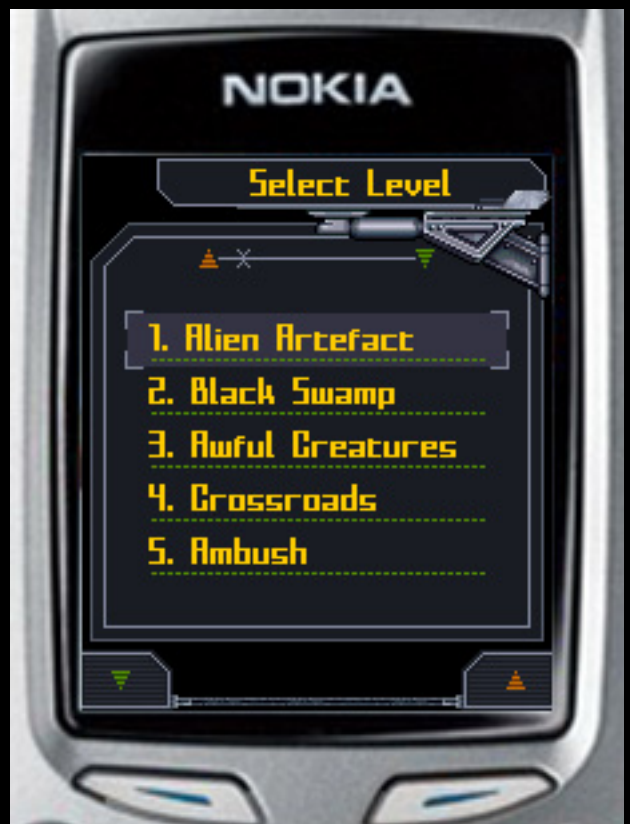 NOKIA
Select Level
1. Alien Artefact
2. Black Swamp
3. Awful Creatures
4. Crossroads
5. Ambush